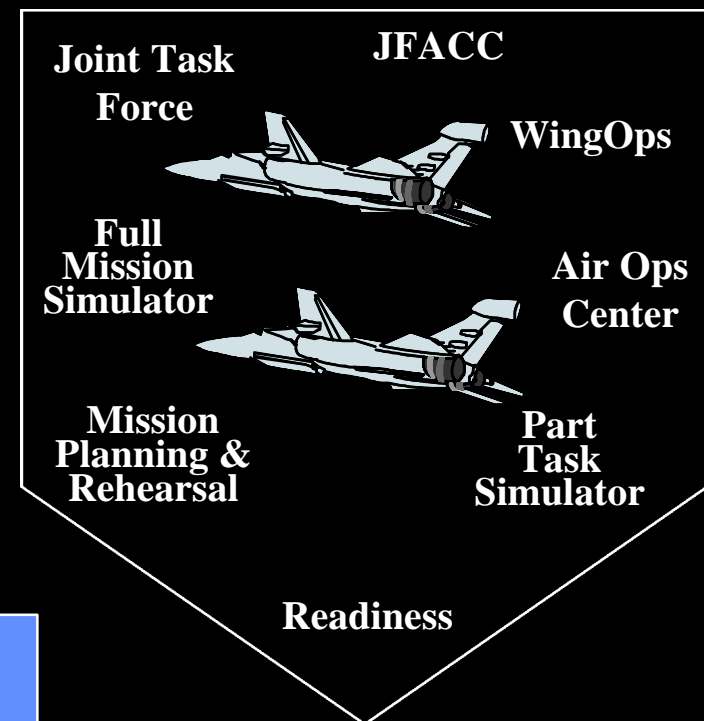 JFACC
Joint Task
Force
WingOps
Full
Mission
Simulator
Air Ops
Center
Mission
Planning &
Rehearsal
Part
Task
Simulator
Readiness